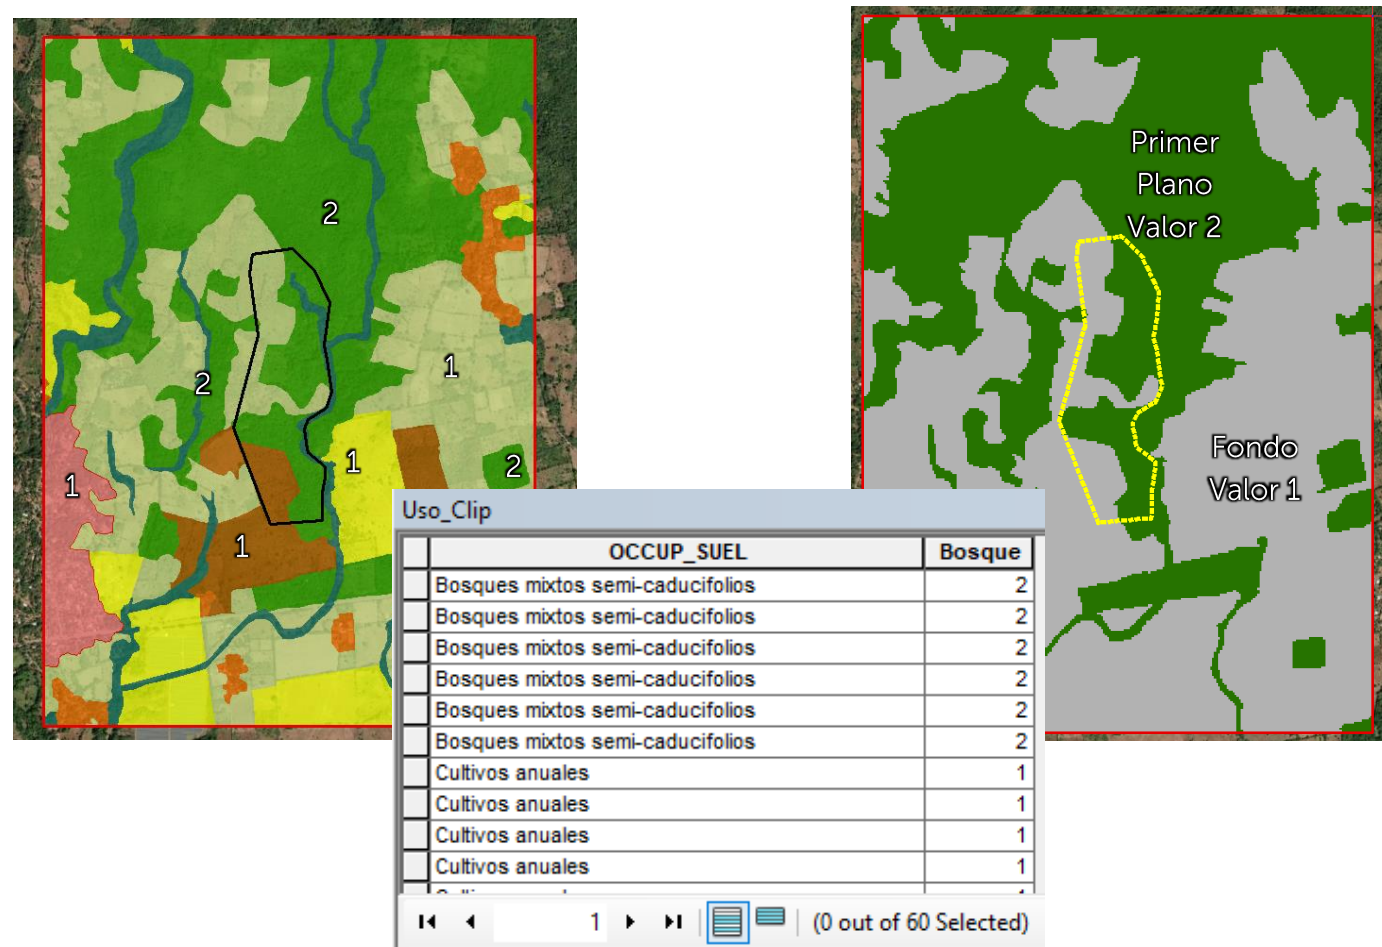 2
2
1
1
1
2
1
Primer
Plano
Valor 2
Fondo
Valor 1
Uso_Clip
OCCUP_SUEL Bosque
Bosques mixtos semi-caducifolios 2
Bosques mixtos semi-caducifolios 2
Bosques mixtos semi-caducifolios 2
Bosques mixtos semi-caducifolios 2
Bosques mixtos semi-caducifolios 2
Bosques mixtos semi-caducifolios 2
Cultivos anuales 1
Cultivos anuales 1
Cultivos anuales 1
Cultivos anuales 1
1 (0 out of 60 Selected)